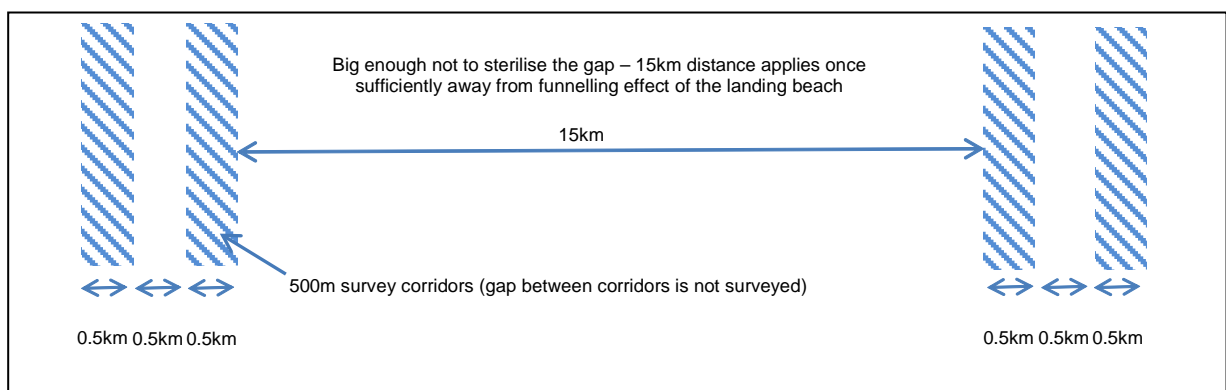 Big enough not to sterilise the gap – 15km distance applies once
sufficiently away from funnelling effect of the landing beach
15km
500m survey corridors (gap between corridors is not surveyed)
0.5km 0.5km 0.5km
0.5km 0.5km 0.5km